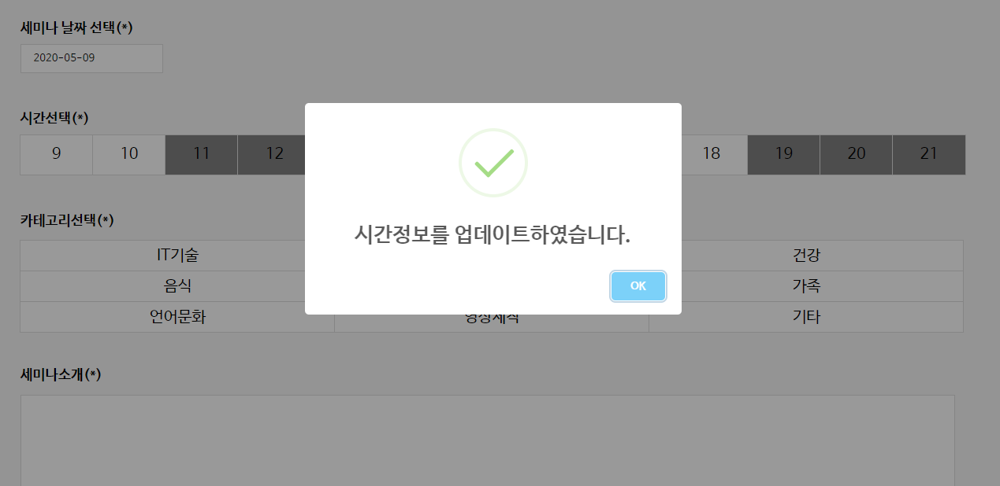 세미나 날짜 선택(*)
2020-05-09
시간선택(*)
9 10 11 12 18 19 20 21
시간정보를 업데이트하였습니다.
OK
카테고리선택(*)
IT기술 건강
음식 가족
언어문화 영상제작 기타
세미나소개(*)